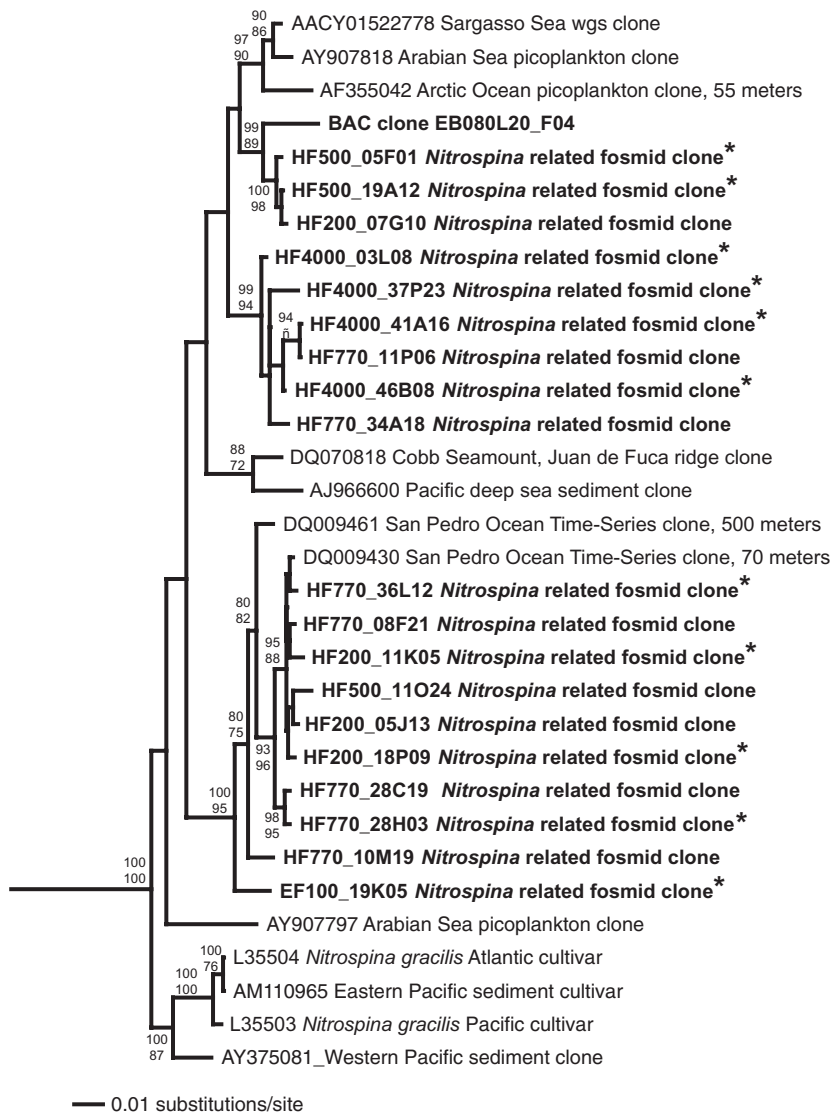 90
86
AACY01522778 Sargasso Sea wgs clone
97
90
AY907818 Arabian Sea picoplankton clone
AF355042 Arctic Ocean picoplankton clone, 55 meters
99
89
BAC clone EB080L20_F04
HF500_05F01 Nitrospina related fosmid clone*
100
98
HF500_19A12 Nitrospina related fosmid clone*
HF200_07G10 Nitrospina related fosmid clone
HF4000_03L08 Nitrospina related fosmid clone*
99
94
HF4000_37P23 Nitrospina related fosmid clone*
94
ñ
HF4000_41A16 Nitrospina related fosmid clone*
HF770_11P06 Nitrospina related fosmid clone
HF4000_46B08 Nitrospina related fosmid clone*
HF770_34A18 Nitrospina related fosmid clone
88
72
DQ070818 Cobb Seamount, Juan de Fuca ridge clone
AJ966600 Pacific deep sea sediment clone
DQ009461 San Pedro Ocean Time-Series clone, 500 meters
DQ009430 San Pedro Ocean Time-Series clone, 70 meters
HF770_36L12 Nitrospina related fosmid clone*
80
82
HF770_08F21 Nitrospina related fosmid clone
95
88
HF200_11K05 Nitrospina related fosmid clone*
HF500_11O24 Nitrospina related fosmid clone
80
75
HF200_05J13 Nitrospina related fosmid clone
93
96
HF200_18P09 Nitrospina related fosmid clone*
HF770_28C19 Nitrospina related fosmid clone
100
95
98
95
HF770_28H03 Nitrospina related fosmid clone*
HF770_10M19 Nitrospina related fosmid clone
100
100
EF100_19K05 Nitrospina related fosmid clone*
AY907797 Arabian Sea picoplankton clone
100
76
L35504 Nitrospina gracilis Atlantic cultivar
100
100
AM110965 Eastern Pacific sediment cultivar
L35503 Nitrospina gracilis Pacific cultivar
100
87
AY375081_Western Pacific sediment clone
0.01 substitutions/site